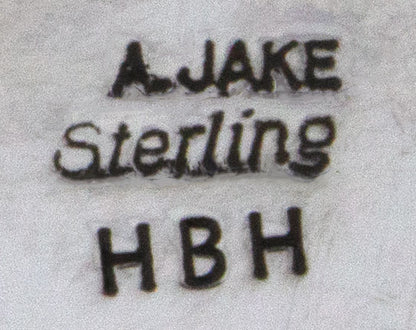 A. JAKE
Sterling
HBH